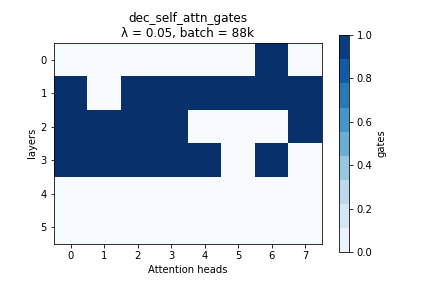 dec_self_attn_gates
λ = 0.05, batch = 88k
layers
0
1
2
3
4
5
0 1 2 3 4 5 6 7
Attention heads
1.0
0.8
0.6
0.4
0.2
0.0
gates